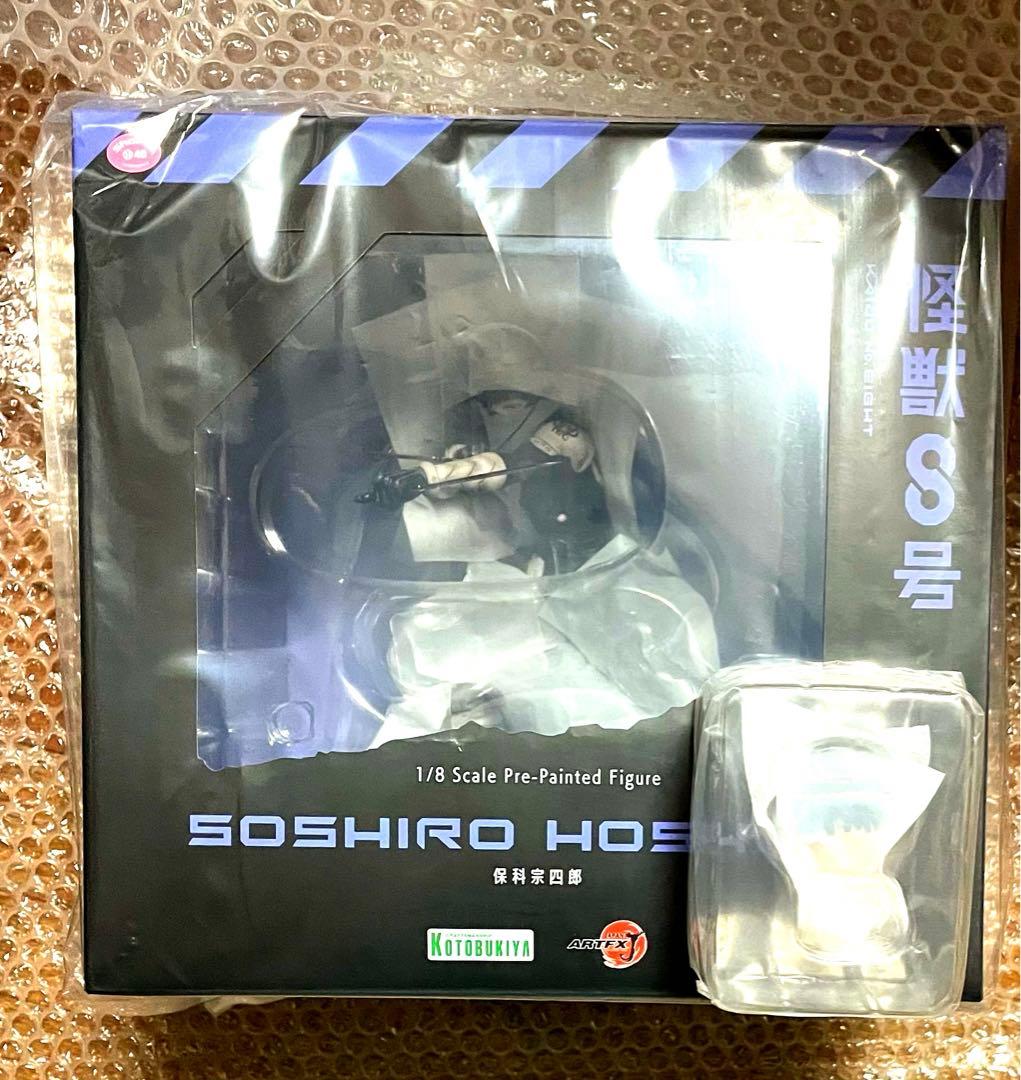 怪獣8号
KAIJU No. EIGHT
1/8 Scale Pre-Painted Figure
SOSHIRO HOS
保科宗四郎
KOTOBUKIYA
ARTFX J